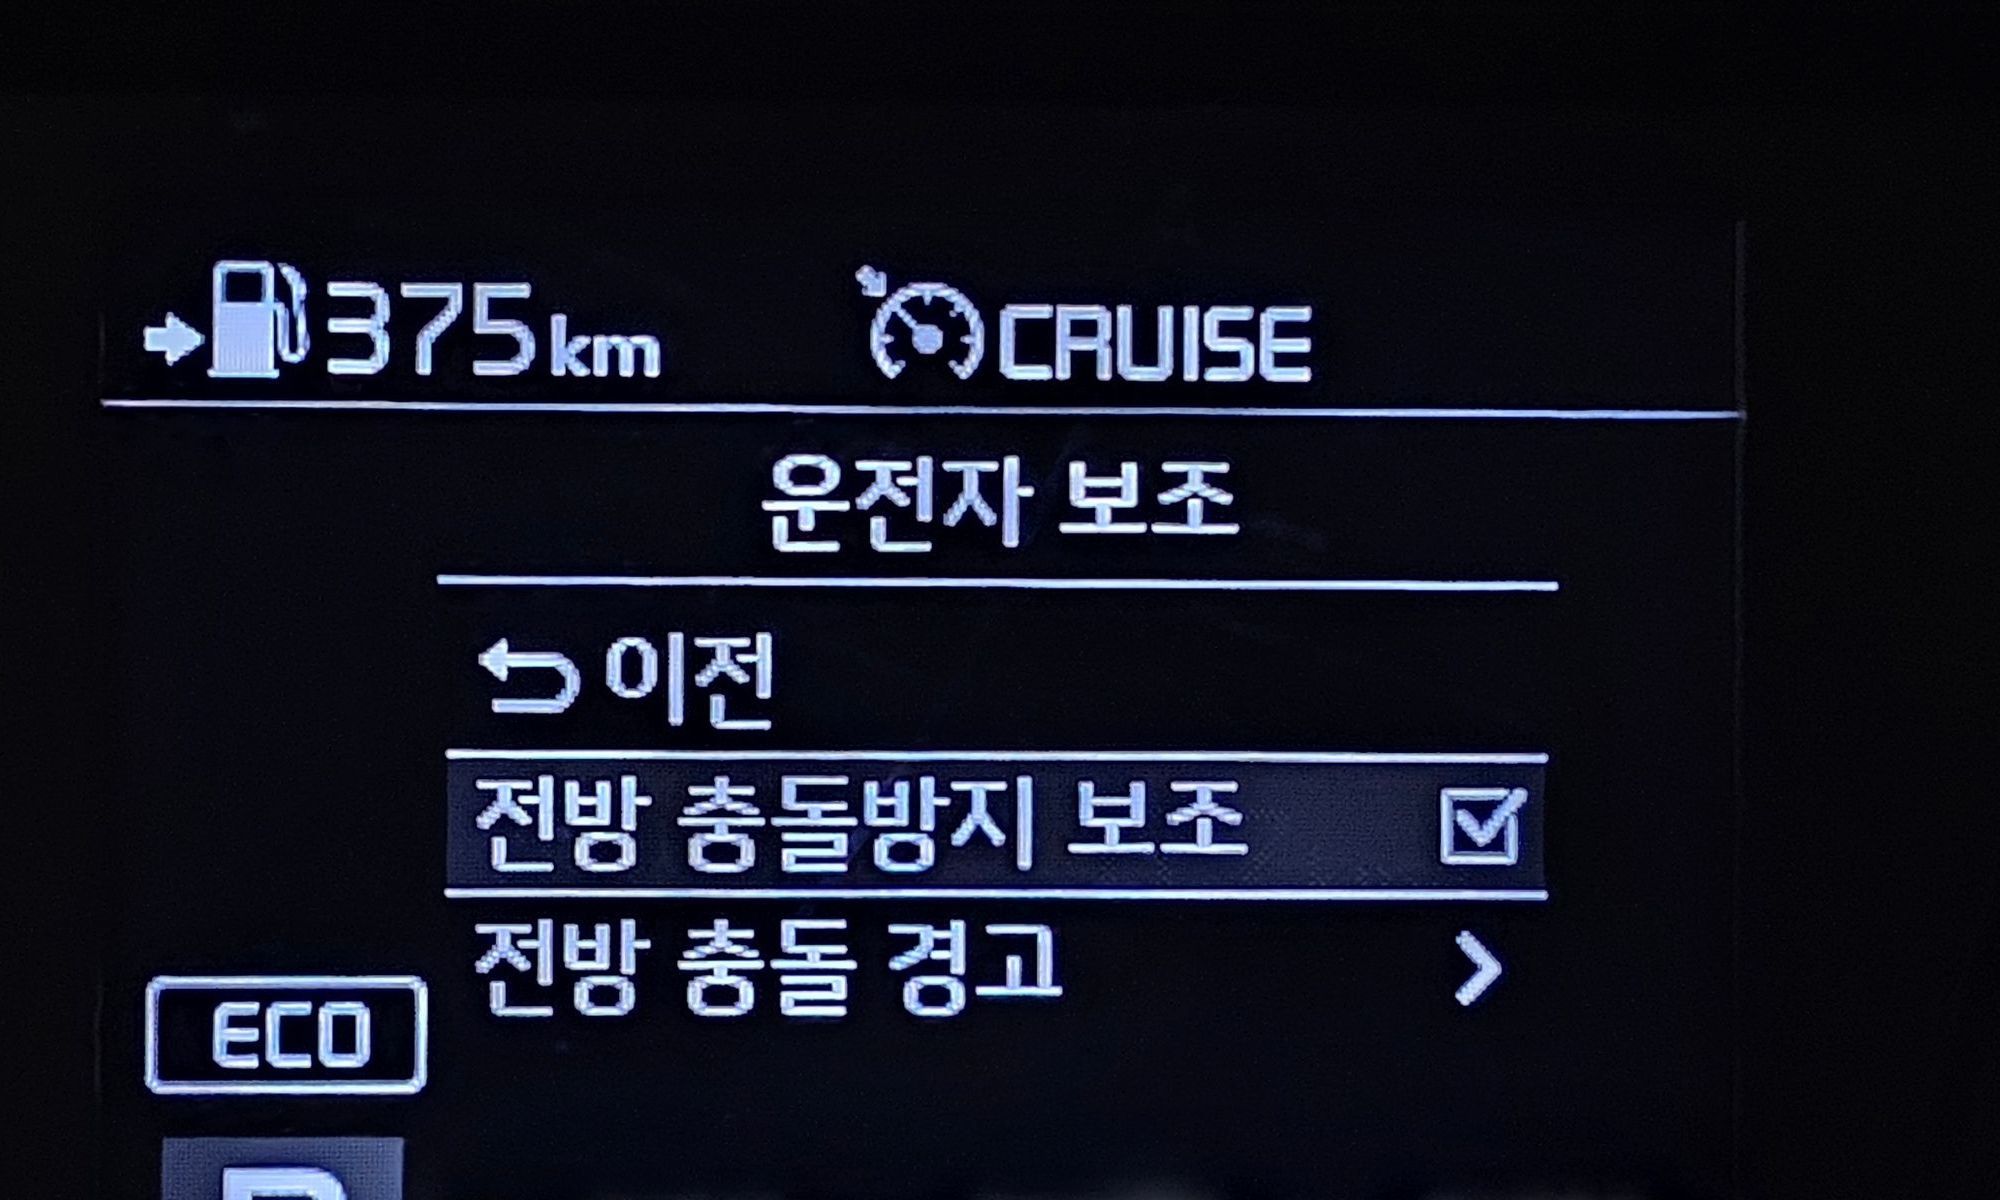 375km CRUISE
운전자 보조
이전
전방 충돌방지 보조
전방 충돌 경고
ECO